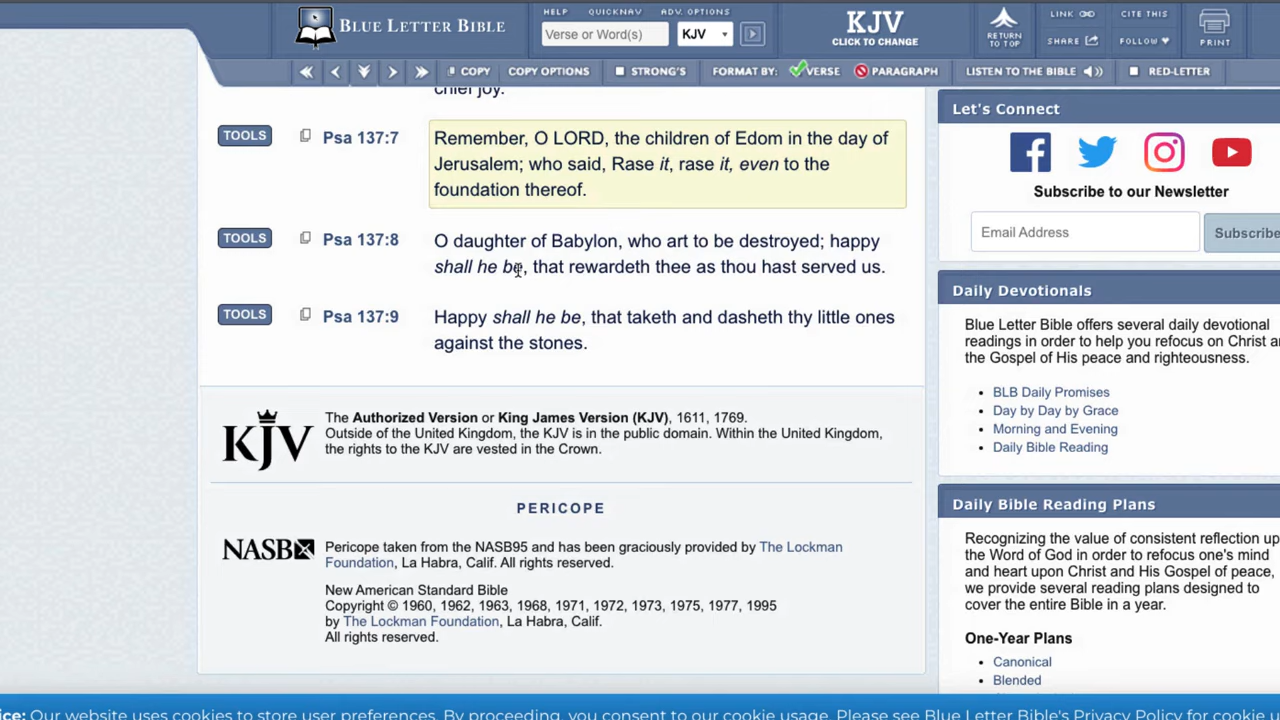 BLUE LETTER BIBLE
HELP QUICKNAV ADV. OPTIONS
Verse or Word(s)
KJV
KJV
CLICK TO CHANGE
RETURN
TO TOP
LINK
CITE THIS
SHARE
FOLLOW
PRINT
COPY
COPY OPTIONS
STRONG'S
FORMAT BY:
VERSE
PARAGRAPH
LISTEN TO THE BIBLE
RED-LETTER
chief joy.
TOOLS
Psa 137:7
Remember, O LORD, the children of Edom in the day of
Jerusalem; who said, Rase it, rase it, even to the
foundation thereof.
TOOLS
Psa 137:8
O daughter of Babylon, who art to be destroyed; happy
shall he be, that rewardeth thee as thou hast served us.
TOOLS
Psa 137:9
Happy shall he be, that taketh and dasheth thy little ones
against the stones.
KJV
The Authorized Version or King James Version (KJV), 1611, 1769.
Outside of the United Kingdom, the KJV is in the public domain. Within the United Kingdom,
the rights to the KJV are vested in the Crown.
PERICOPE
NASB
Pericope taken from the NASB95 and has been graciously provided by The Lockman
Foundation, La Habra, Calif. All rights reserved.
New American Standard Bible
Copyright © 1960, 1962, 1963, 1968, 1971, 1972, 1973, 1975, 1977, 1995
by The Lockman Foundation, La Habra, Calif.
All rights reserved.
Let's Connect
Subscribe to our Newsletter
Email Address
Subscribe
Daily Devotionals
Blue Letter Bible offers several daily devotional
readings in order to help you refocus on Christ
the Gospel of His peace and righteousness.
BLB Daily Promises
Day by Day by Grace
Morning and Evening
Daily Bible Reading
Daily Bible Reading Plans
Recognizing the value of consistent reflection up
the Word of God in order to refocus one's mind
and heart upon Christ and His Gospel of peace,
we provide several reading plans designed to
cover the entire Bible in a year.
One-Year Plans
Canonical
Blended
ice: Our website uses cookies to store user preferences. By proceeding, you consent to our cookie usage. Please see Blue Letter Bible's Privacy Policy for cookie